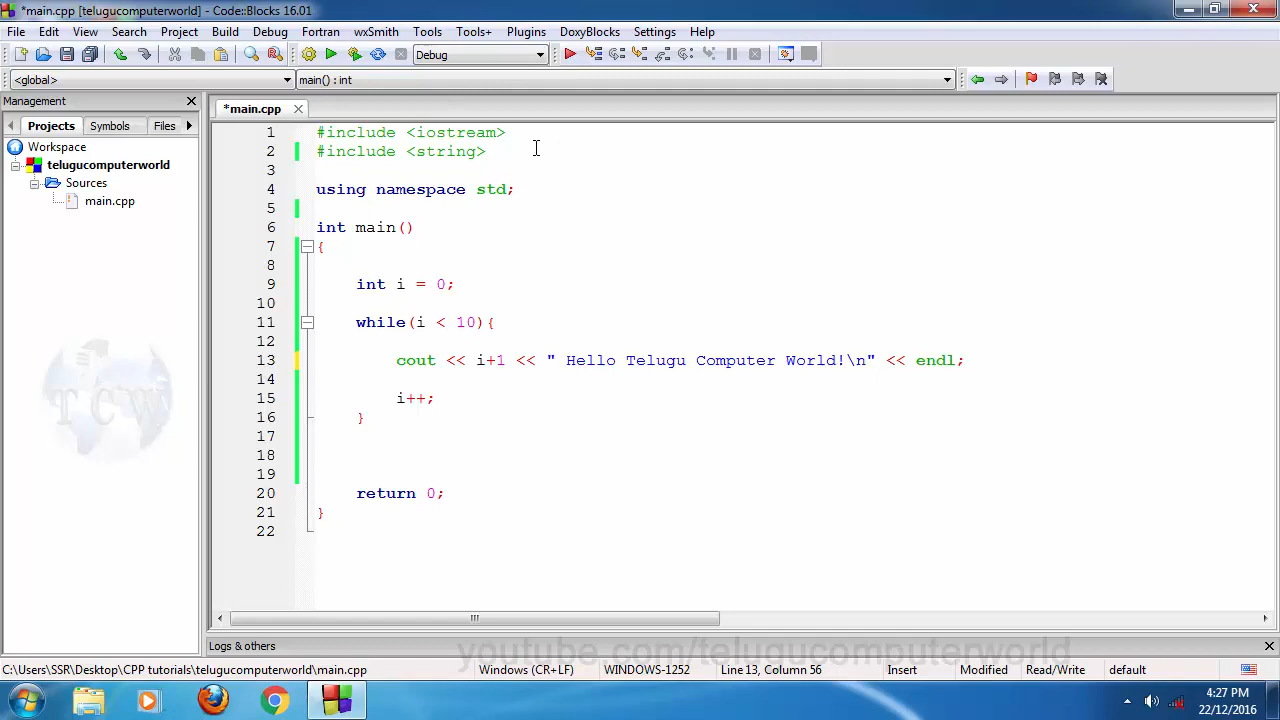 *main.cpp [telugucomputerworld] - Code::Blocks 16.01
File Edit View Search Project Build Debug Fortran wxSmith Tools Tools+ Plugins DoxyBlocks Settings Help
Debug
<global> main() : int
Management
*main.cpp
Projects Symbols Files
Workspace
telugucomputerworld
Sources
main.cpp
TCW
1 #include <iostream>
2 #include <string>
3
4 using namespace std;
5
6 int main()
7 {
8
9 int i = 0;
10
11 while(i < 10){
12
13 cout << i+1 << " Hello Telugu Computer World!\n" << endl;
14
15 i++;
16 }
17
18
19
20 return 0;
21 }
22
Logs & others
youtube.com/telugucomputerworld
C:\Users\SSR\Desktop\CPP tutorials\telugucomputerworld\main.cpp Windows (CR+LF) WINDOWS-1252 Line 13, Column 56 Insert Modified Read/Write default
4:27 PM
22/12/2016